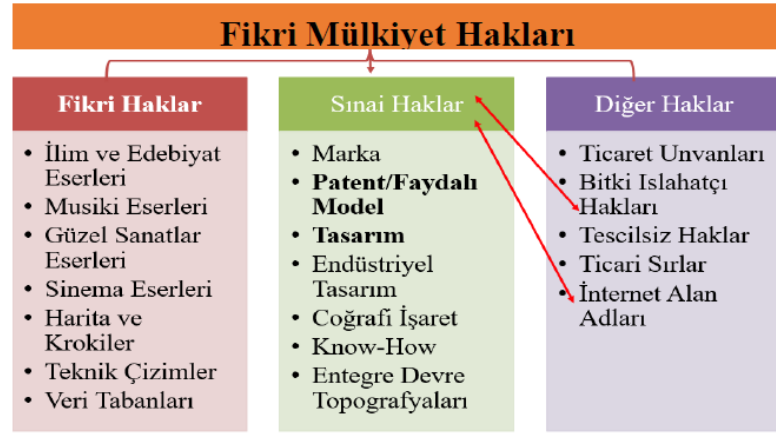 Fikri Mülkiyet Hakları
Fikri Haklar
• İlim ve Edebiyat
Eserleri
• Musiki Eserleri
• Güzel Sanatlar
Eserleri
• Sinema Eserleri
• Harita ve
Krokiler
• Teknik Çizimler
• Veri Tabanları
Sınai Haklar
• Marka
• Patent/Faydalı
Model
• Tasarım
• Endüstriyel
Tasarım
• Coğrafi İşaret
• Know-How
• Entegre Devre
Topografyaları
Diğer Haklar
• Ticaret Unvanları
• Bitki Islahatçı
Hakları
• Tescilsiz Haklar
• Ticari Sırlar
• İnternet Alan
Adları